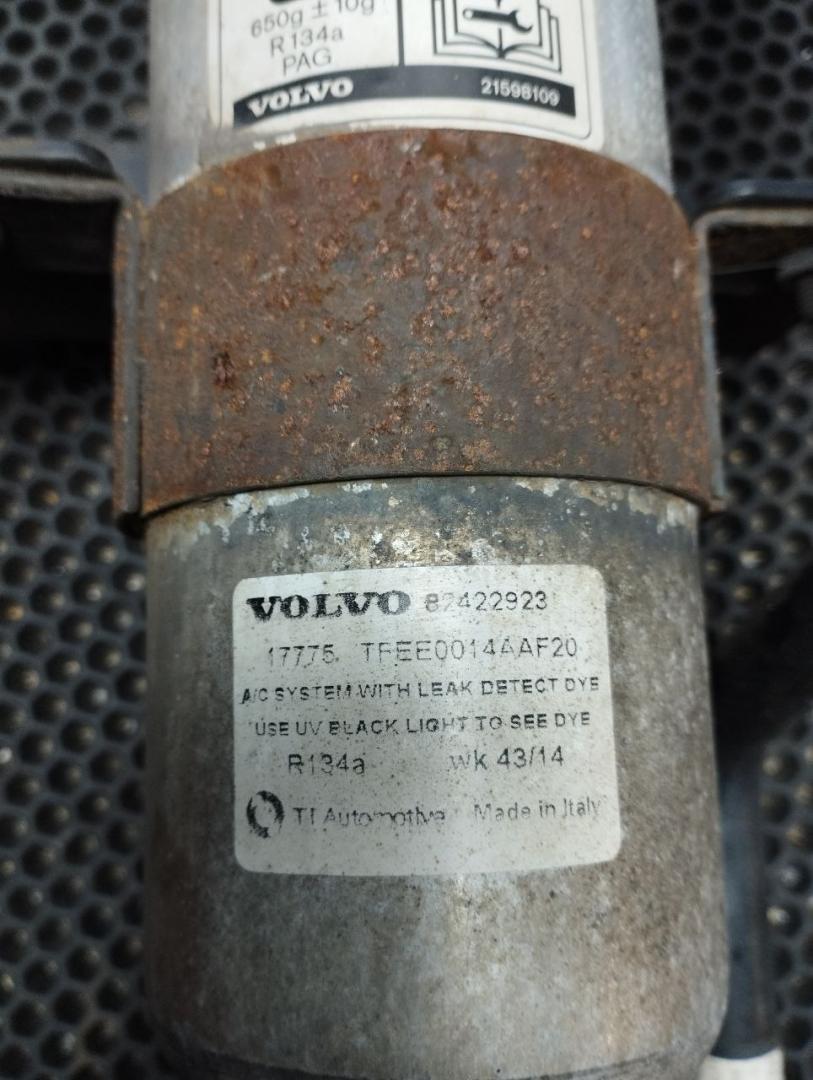 650g ± 10g
R134a
PAG
VOLVO 21598109
VOLVO 82422923
17775 TFEE0014AAF20
A/C SYSTEM WITH LEAK DETECT DYE
USE UV BLACK LIGHT TO SEE DYE
R134a wk 43/14
TI Automotive Made in Italy